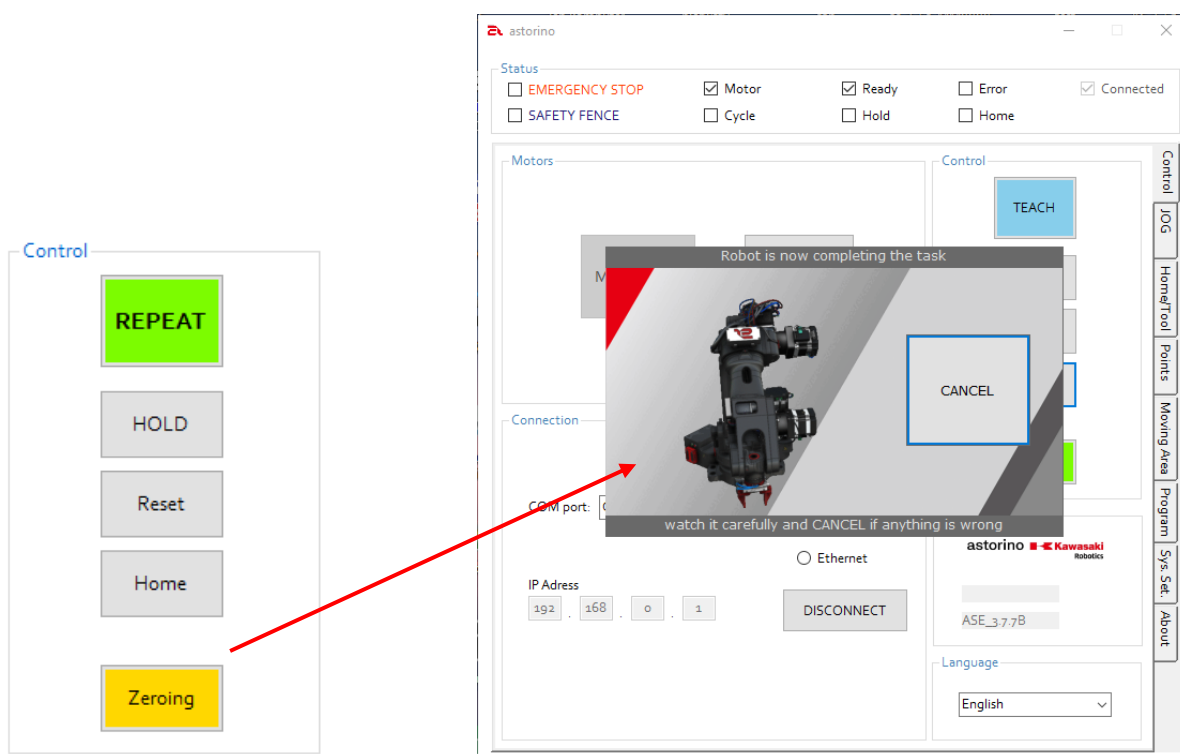 Control
REPEAT
HOLD
Reset
Home
Zeroing
astorino
Status
EMERGENCY STOP
Motor
Ready
Error
Connected
SAFETY FENCE
Cycle
Hold
Home
Motors
Control
TEACH
M
Robot is now completing the task
CANCEL
watch it carefully and CANCEL if anything is wrong
Connection
COM port:
Ethernet
IP Adress
192 . 168 . 0 . 1
DISCONNECT
astorino Kawasaki
Robotics
ASE_3.7.7B
Language
English
Control
JOG
Home/Tool
Points
Moving Area
Program
Sys. Set.
About